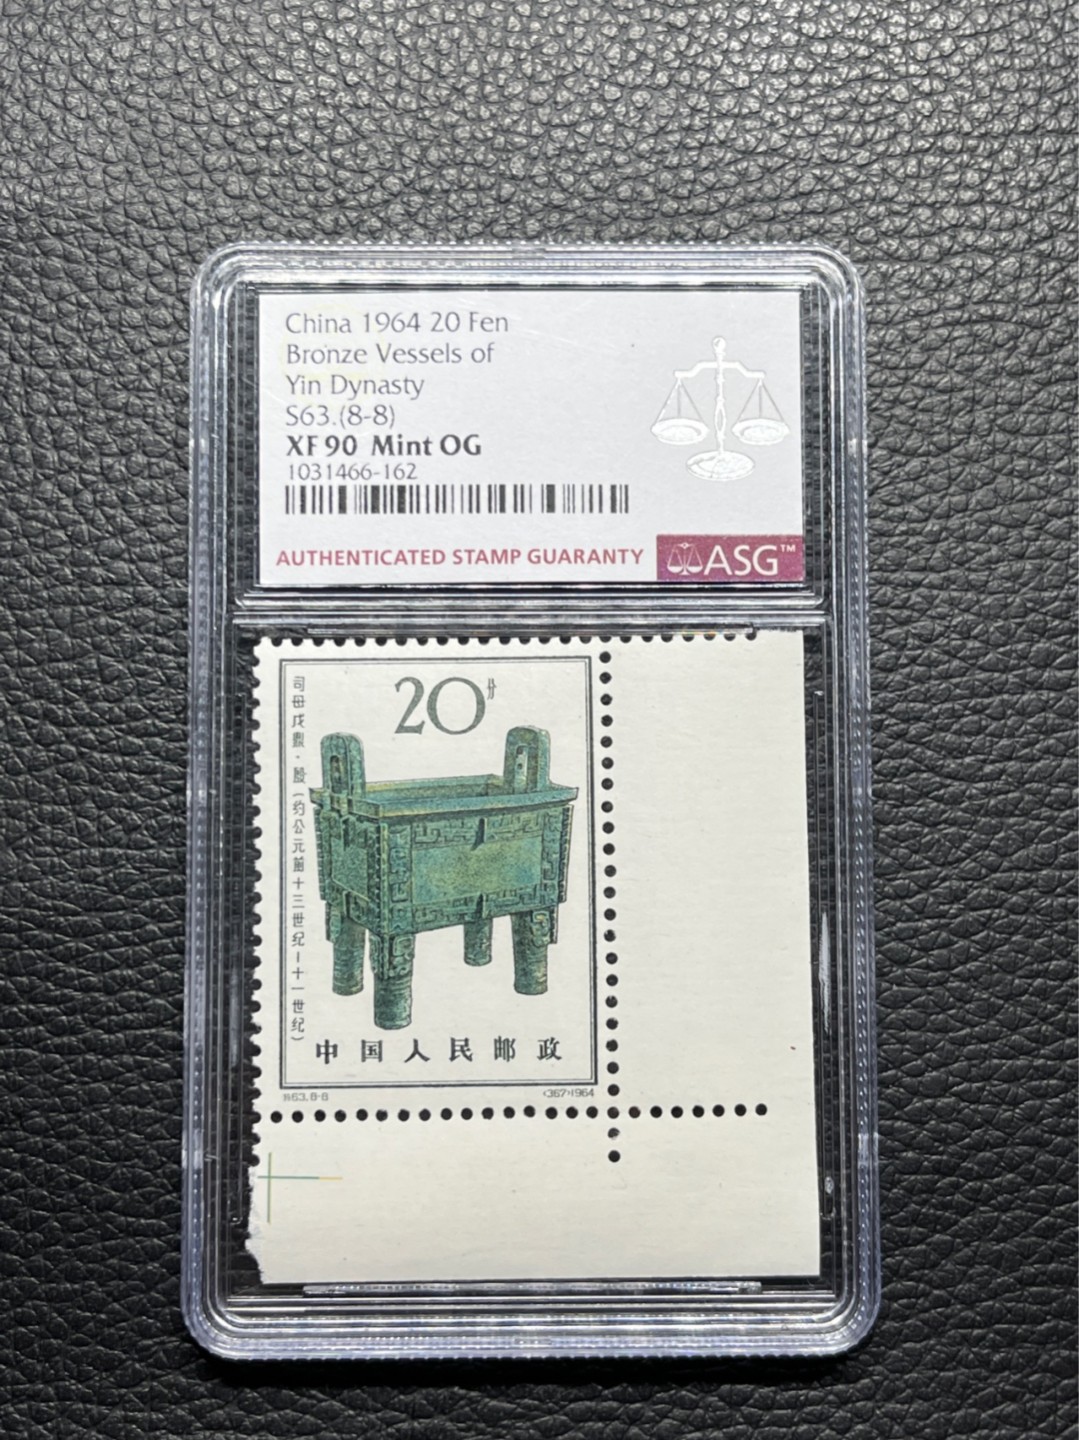 China 1964 20 Fen
Bronze Vessels of
Yin Dynasty
S63.(8-8)
XF 90 Mint OG
1031466-162
AUTHENTICATED STAMP GUARANTY
ASG™
20分
司母戊鼎·殷(约公元前十三世纪—十一世纪)
中国人民邮政
特63.8-8
(367)1964